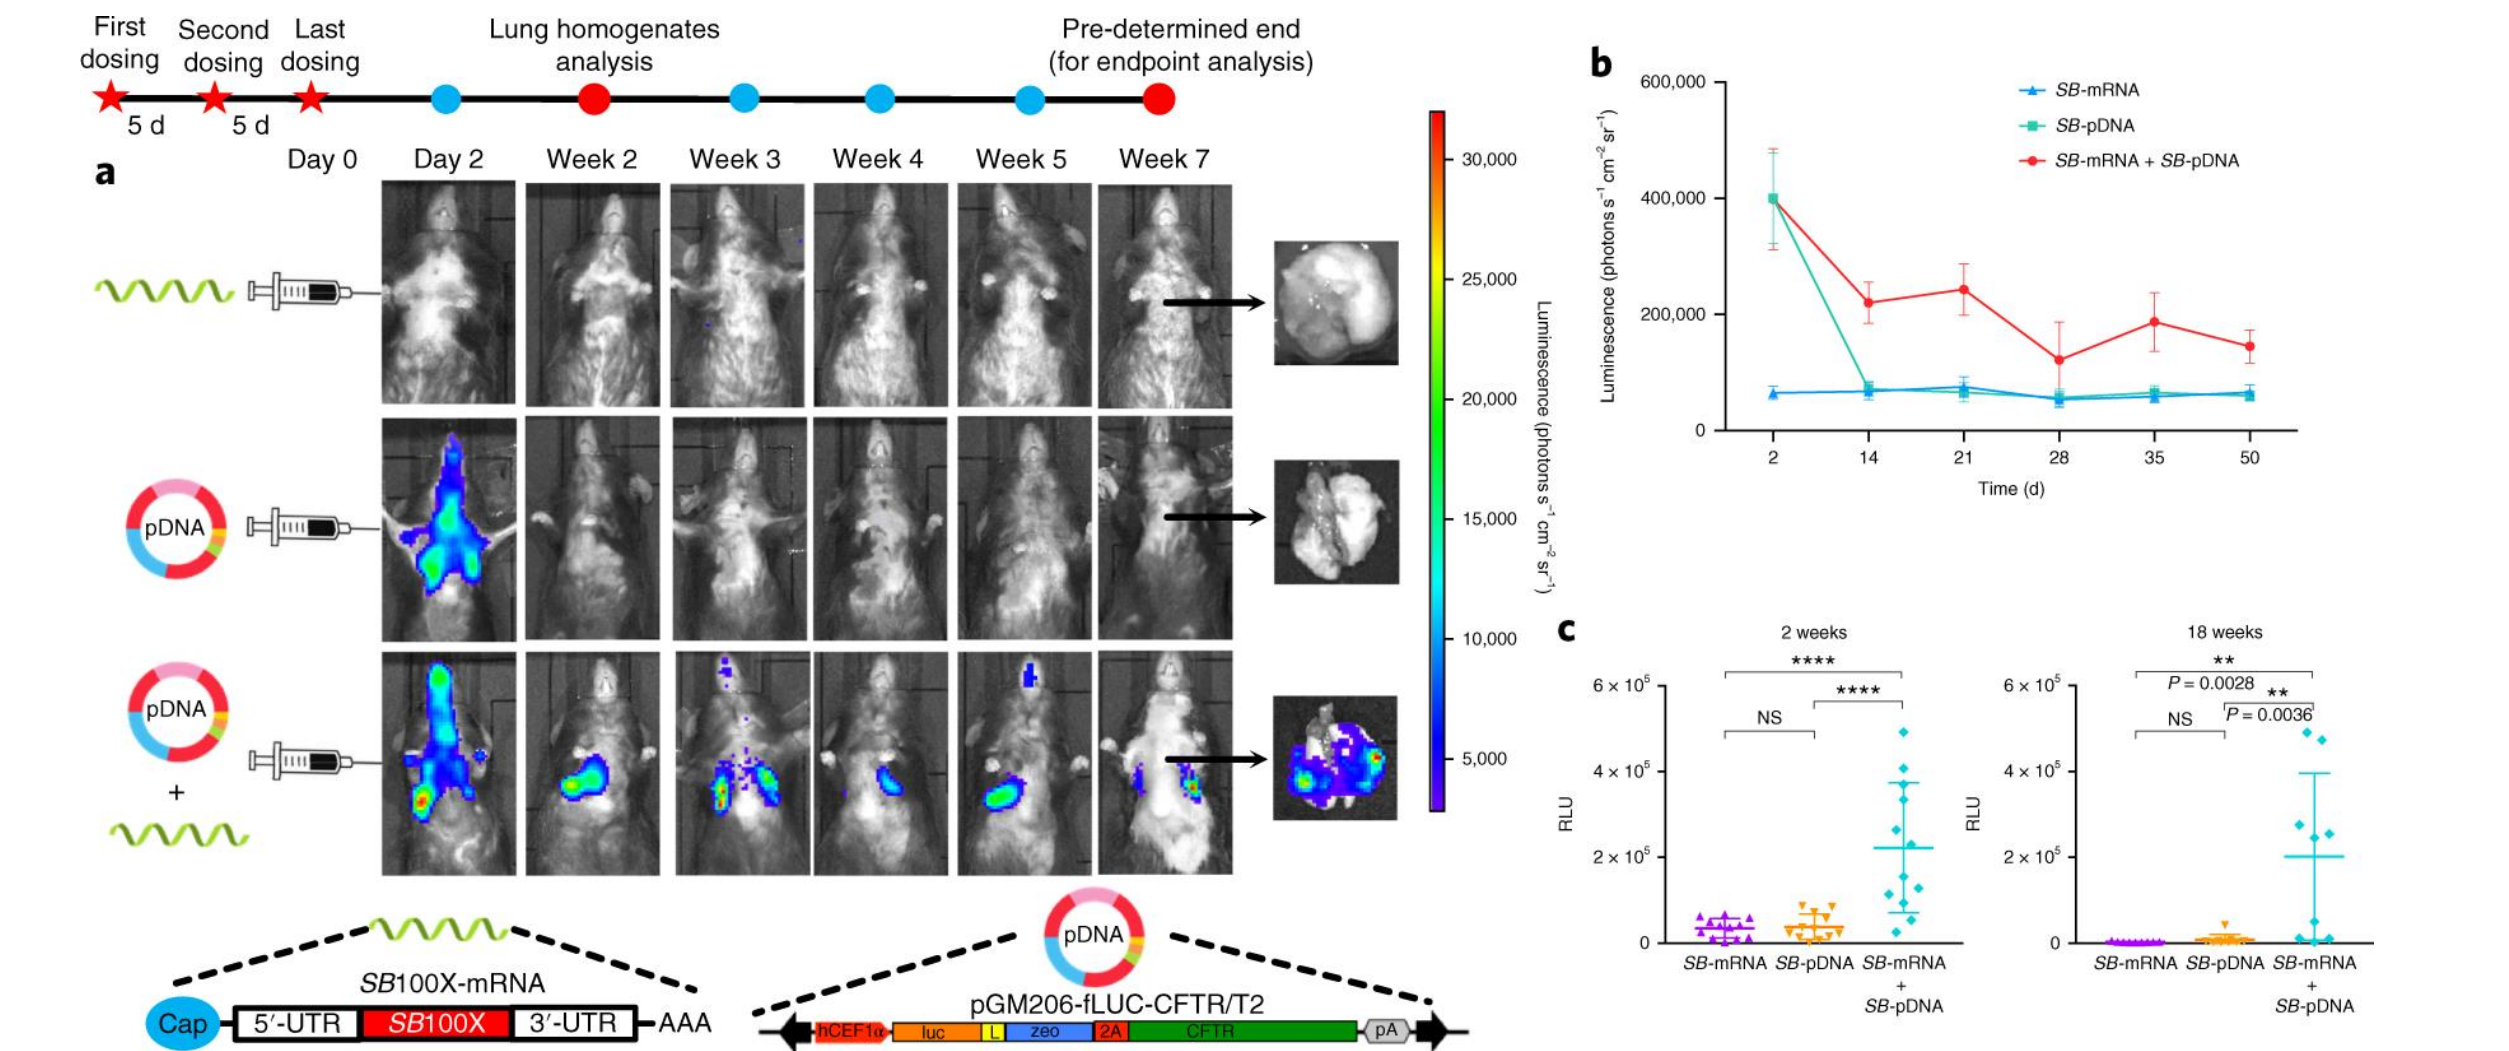 First dosing
Second dosing
Last dosing
Lung homogenates analysis
Pre-determined end (for endpoint analysis)
5 d
5 d
a
Day 0
Day 2
Week 2
Week 3
Week 4
Week 5
Week 7
pDNA
pDNA
+
30,000
25,000
20,000
15,000
10,000
5,000
Luminescence (photons s⁻¹ cm⁻² sr⁻¹)
SB100X-mRNA
Cap
5′-UTR
SB100X
3′-UTR
AAA
pDNA
pGM206-fLUC-CFTR/T2
hCEF1α
luc
L
zeo
2A
CFTR
pA
b
Luminescence (photons s⁻¹ cm⁻² sr⁻¹)
600,000
400,000
200,000
0
SB-mRNA
SB-pDNA
SB-mRNA + SB-pDNA
2 14 21 28 35 50
Time (d)
c
2 weeks
****
****
NS
RLU
6 × 10⁵
4 × 10⁵
2 × 10⁵
0
SB-mRNA
SB-pDNA
SB-mRNA
+
SB-pDNA
18 weeks
**
P = 0.0028
**
P = 0.0036
NS
RLU
6 × 10⁵
4 × 10⁵
2 × 10⁵
0
SB-mRNA
SB-pDNA
SB-mRNA
+
SB-pDNA